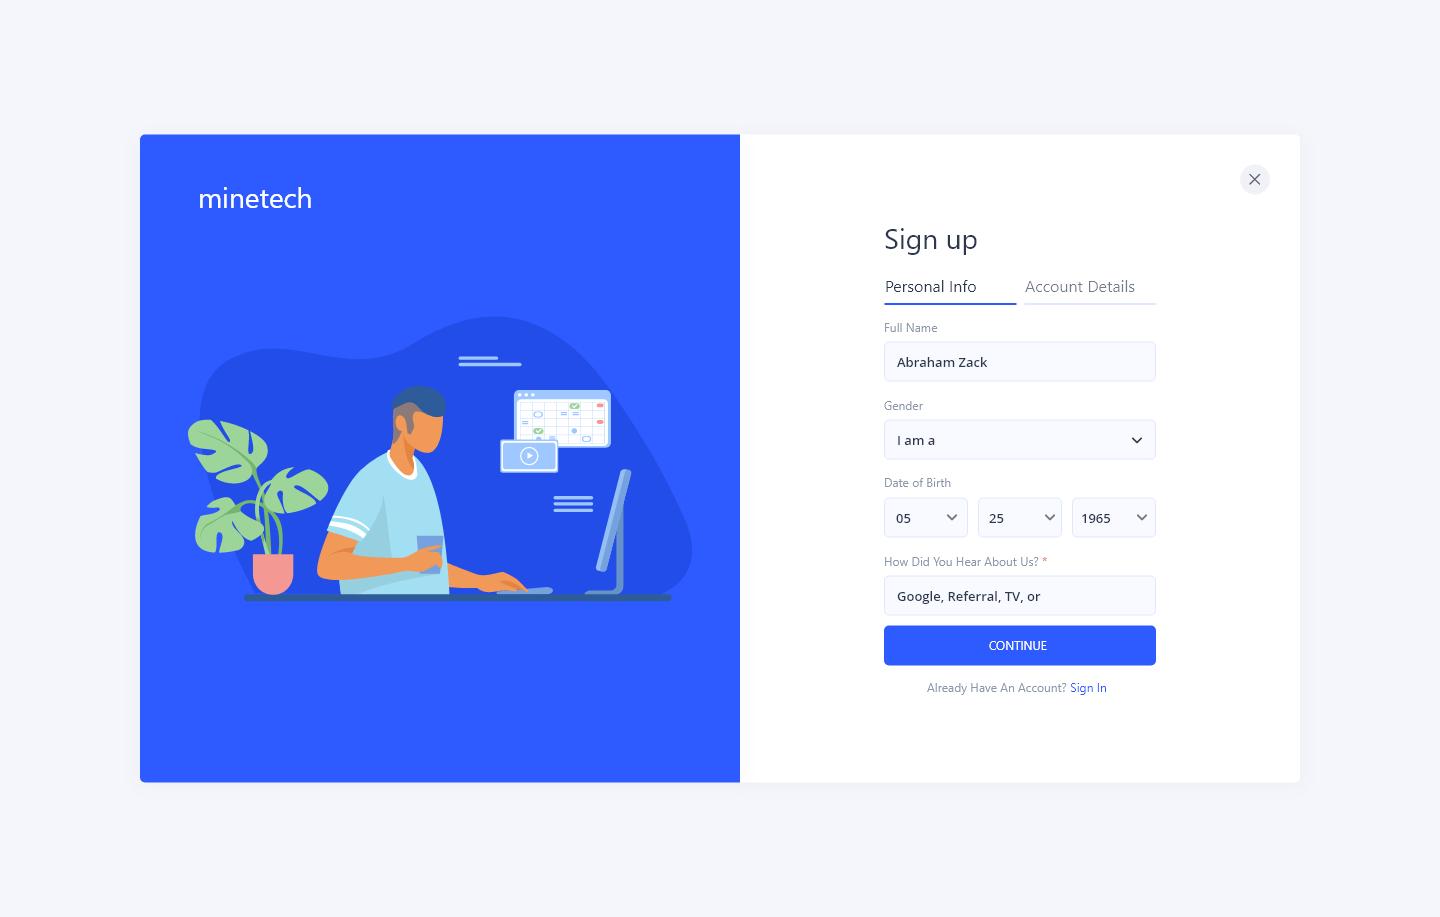 minetech
Sign up
Personal Info
Account Details
Full Name
Abraham Zack
Gender
I am a
Date of Birth
05
25
1965
How Did You Hear About Us? *
Google, Referral, TV, or
CONTINUE
Already Have An Account? Sign In